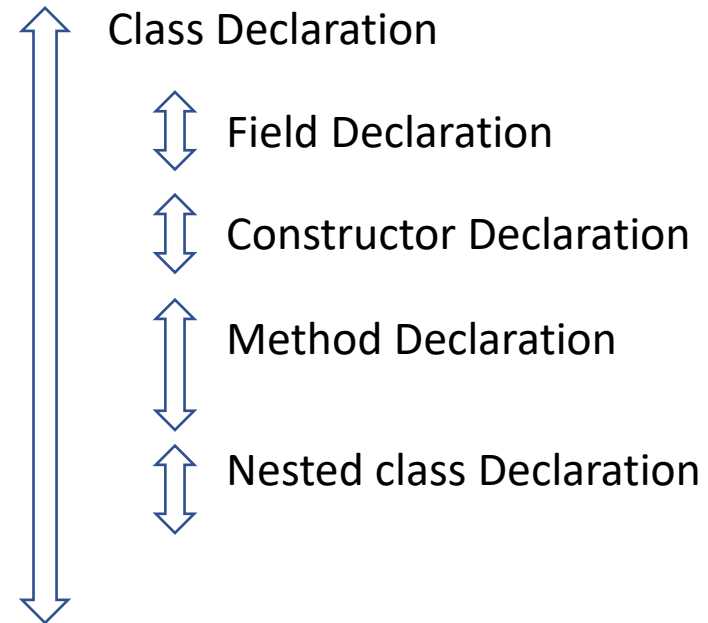 Class Declaration
Field Declaration
Constructor Declaration
Method Declaration
Nested class Declaration